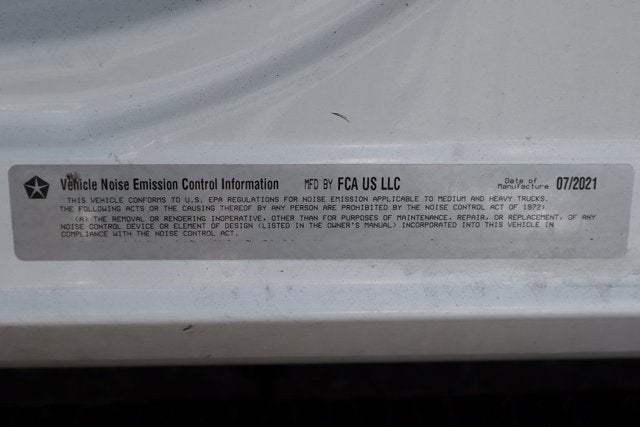 Vehicle Noise Emission Control Information MFD BY FCA US LLC Date of Manufacture 07/2021
THIS VEHICLE CONFORMS TO U.S. EPA REGULATIONS FOR NOISE EMISSION APPLICABLE TO MEDIUM AND HEAVY TRUCKS.
THE FOLLOWING ACTS OR THE CAUSING THEREOF BY ANY PERSON ARE PROHIBITED BY THE NOISE CONTROL ACT OF 1972:
(A) THE REMOVAL OR RENDERING INOPERATIVE, OTHER THAN FOR PURPOSES OF MAINTENANCE, REPAIR, OR REPLACEMENT, OF ANY
NOISE CONTROL DEVICE OR ELEMENT OF DESIGN (LISTED IN THE OWNER'S MANUAL) INCORPORATED INTO THIS VEHICLE IN
COMPLIANCE WITH THE NOISE CONTROL ACT.